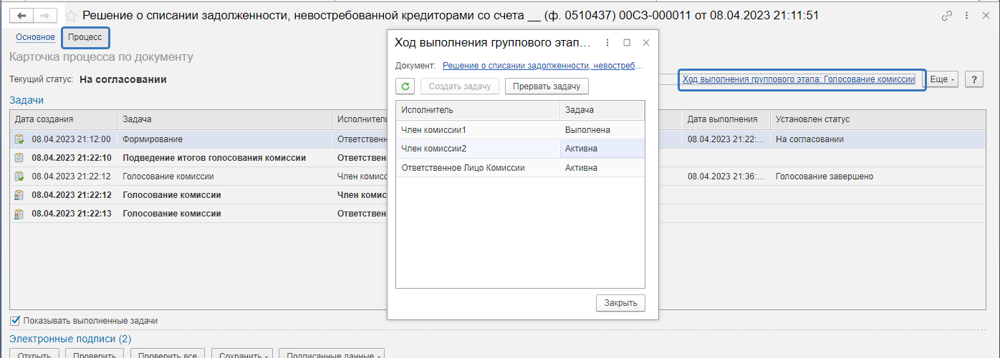 Решение о списании задолженности, невостребованной кредиторами со счета __ (ф. 0510437) 00СЗ-000011 от 08.04.2023 21:11:51
Основное Процесс
Карточка процесса по документу
Текущий статус: На согласовании
Ход выполнения группового этапа: Голосование комиссии Еще ?
Задачи
Дата создания Задача Исполнитель Дата выполнения Установлен статус
08.04.2023 21:12:00 Формирование Ответственн 08.04.2023 21:22:... На согласовании
08.04.2023 21:22:10 Подведение итогов голосования комиссии Ответствен
08.04.2023 21:22:12 Голосование комиссии Член комисс 08.04.2023 21:36:... Голосование завершено
08.04.2023 21:22:12 Голосование комиссии Член комис
08.04.2023 21:22:13 Голосование комиссии Ответствен
Ход выполнения группового этап...
Документ: Решение о списании задолженности, невостреб...
Создать задачу Прервать задачу
Исполнитель Задача
Член комиссии1 Выполнена
Член комиссии2 Активна
Ответственное Лицо Комиссии Активна
Закрыть
Показывать выполненные задачи
Электронные подписи (2)
Открыть Проверить Проверить все Сохранить Подписанные данные